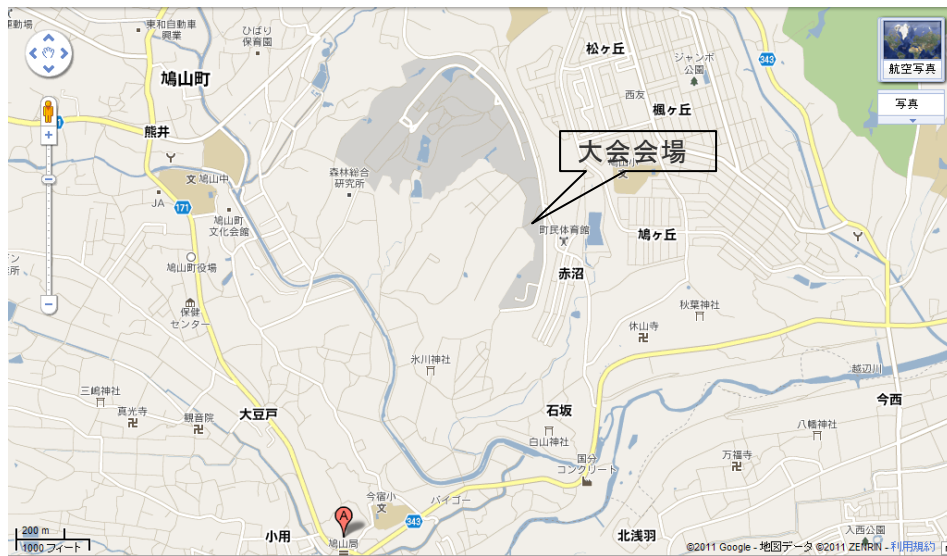 東和自動車
興業
ひばり
保育園
松ヶ丘
ジャンボ
公園
343
航空写真
鳩山町
西友
楓ヶ丘
写真
熊井
大会会場
文 鳩山中
森林総合
研究所
JA
171
鳩山町
文化会館
町民体育館
鳩ヶ丘
鳩山町役場
赤沼
保健
センター
秋葉神社
休山寺
氷川神社
越辺川
三嶋神社
真光寺
観音院
大豆戸
石坂
今西
白山神社
八幡神社
国分
コンクリート
万福寺
今宿小
文
バイゴー
343
A
鳩山局
小用
北浅羽
入西公園
200 m
1000 フィート
©2011 Google - 地図データ ©2011 ZENRIN - 利用規約